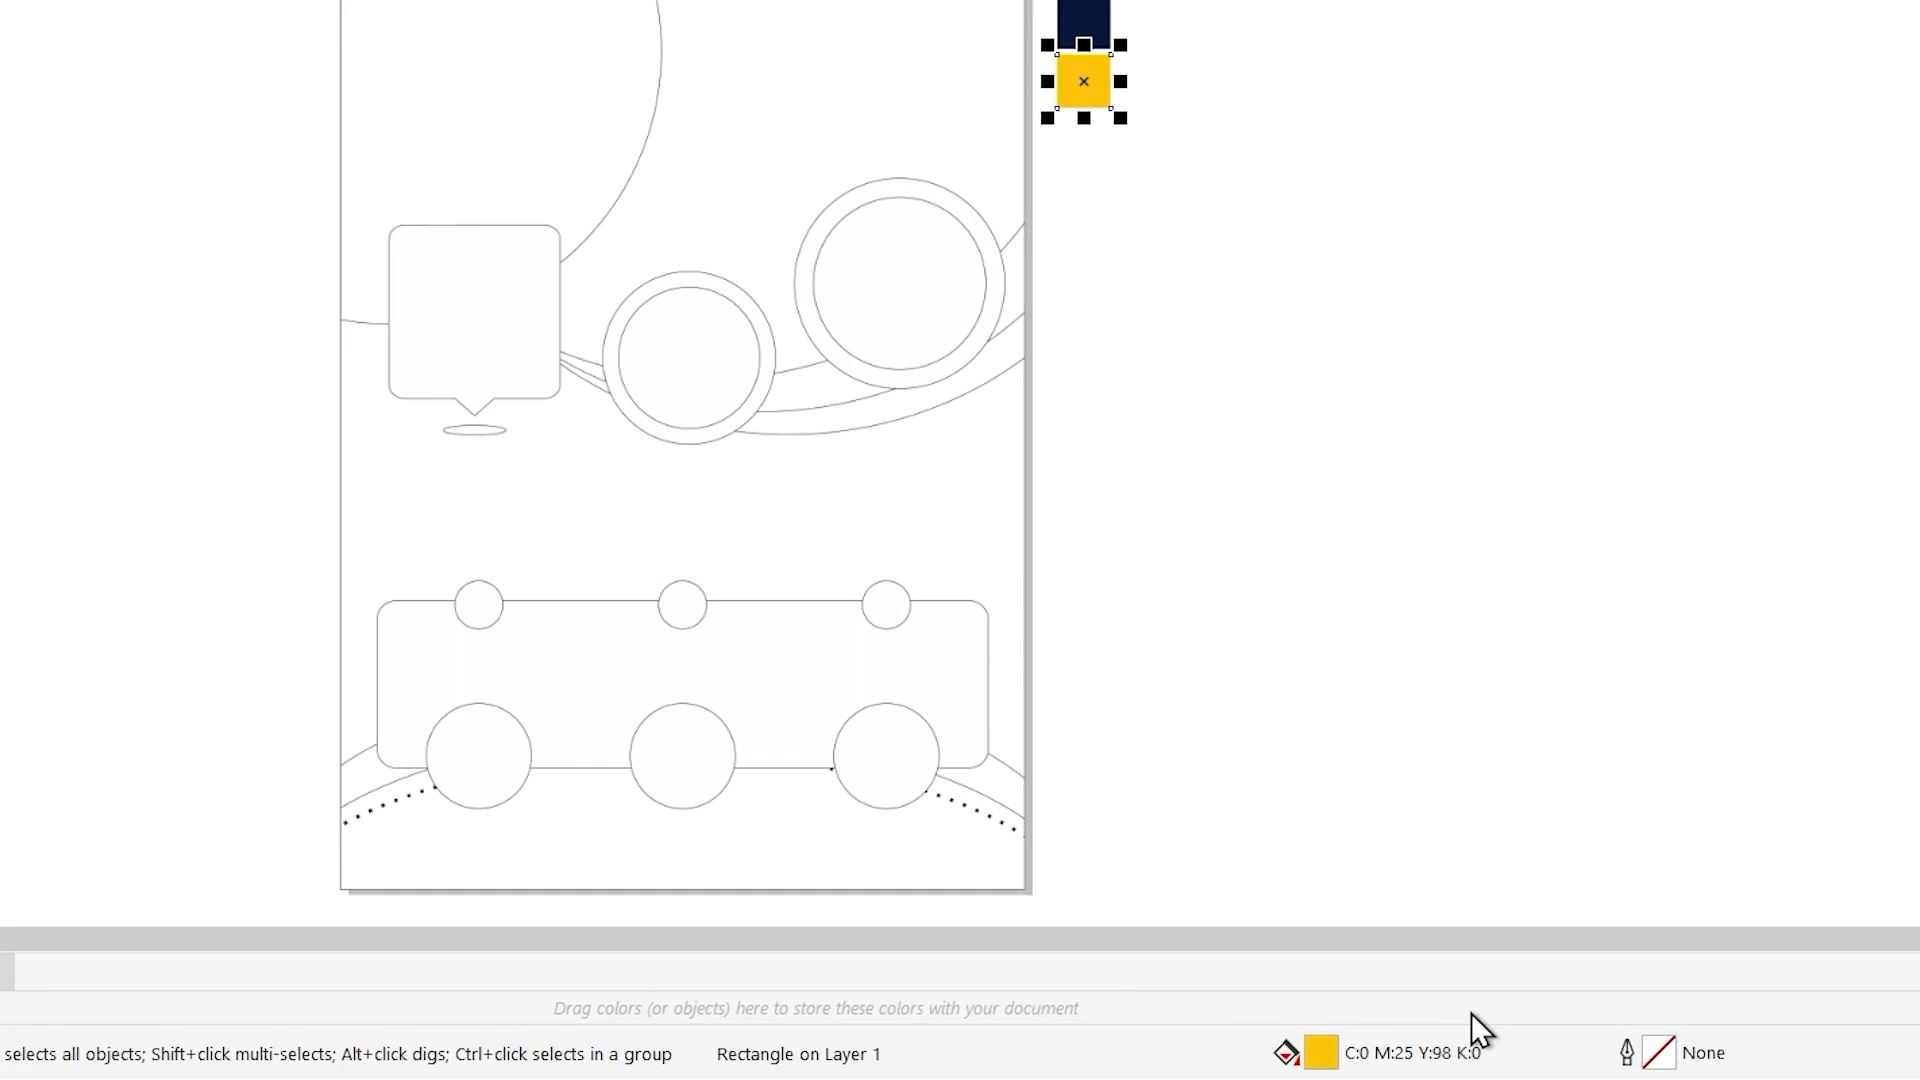 Drag colors (or objects) here to store these colors with your document
selects all objects; Shift+click multi-selects; Alt+click digs; Ctrl+click selects in a group
Rectangle on Layer 1
C:0 M:25 Y:98 K:0
None